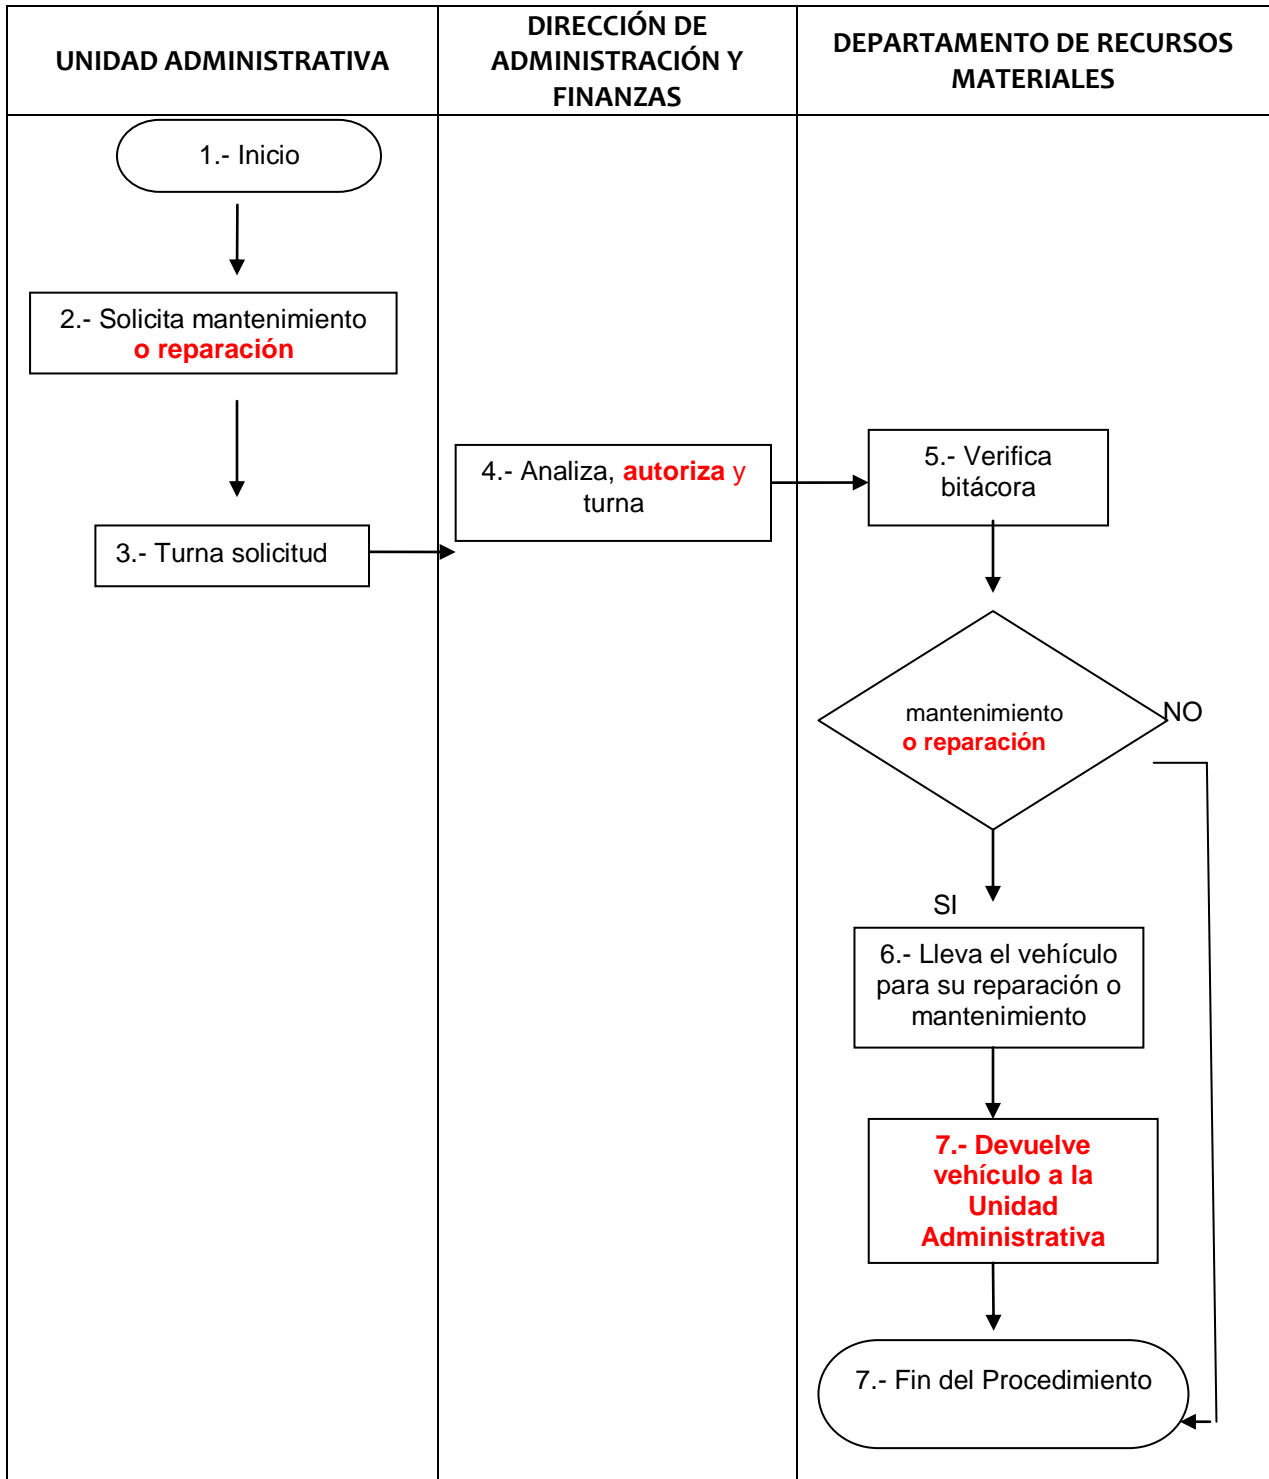 UNIDAD ADMINISTRATIVA
DIRECCIÓN DE
ADMINISTRACIÓN Y
FINANZAS
DEPARTAMENTO DE RECURSOS
MATERIALES
1.- Inicio
2.- Solicita mantenimiento
o reparación
3.- Turna solicitud
4.- Analiza, autoriza y
turna
5.- Verifica
bitácora
mantenimiento
o reparación
NO
SI
6.- Lleva el vehículo
para su reparación o
mantenimiento
7.- Devuelve
vehículo a la
Unidad
Administrativa
7.- Fin del Procedimiento